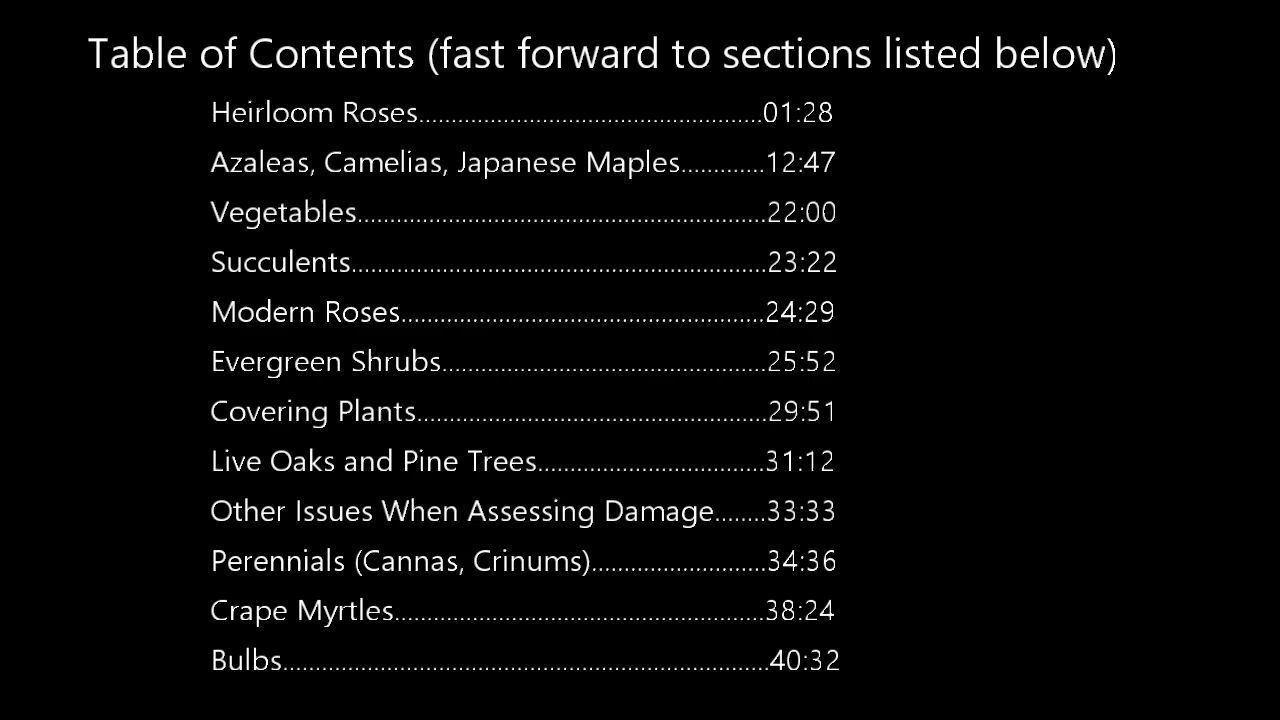 Table of Contents (fast forward to sections listed below)
Heirloom Roses.....................................................01:28
Azaleas, Camelias, Japanese Maples.............12:47
Vegetables...............................................................22:00
Succulents................................................................23:22
Modern Roses........................................................24:29
Evergreen Shrubs..................................................25:52
Covering Plants......................................................29:51
Live Oaks and Pine Trees...................................31:12
Other Issues When Assessing Damage........33:33
Perennials (Cannas, Crinums)...........................34:36
Crape Myrtles.........................................................38:24
Bulbs...........................................................................40:32